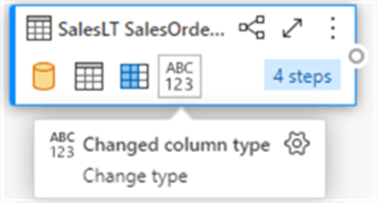 SalesLT SalesOrde...
ABC
123
4 steps
ABC
123
Changed column type
Change type